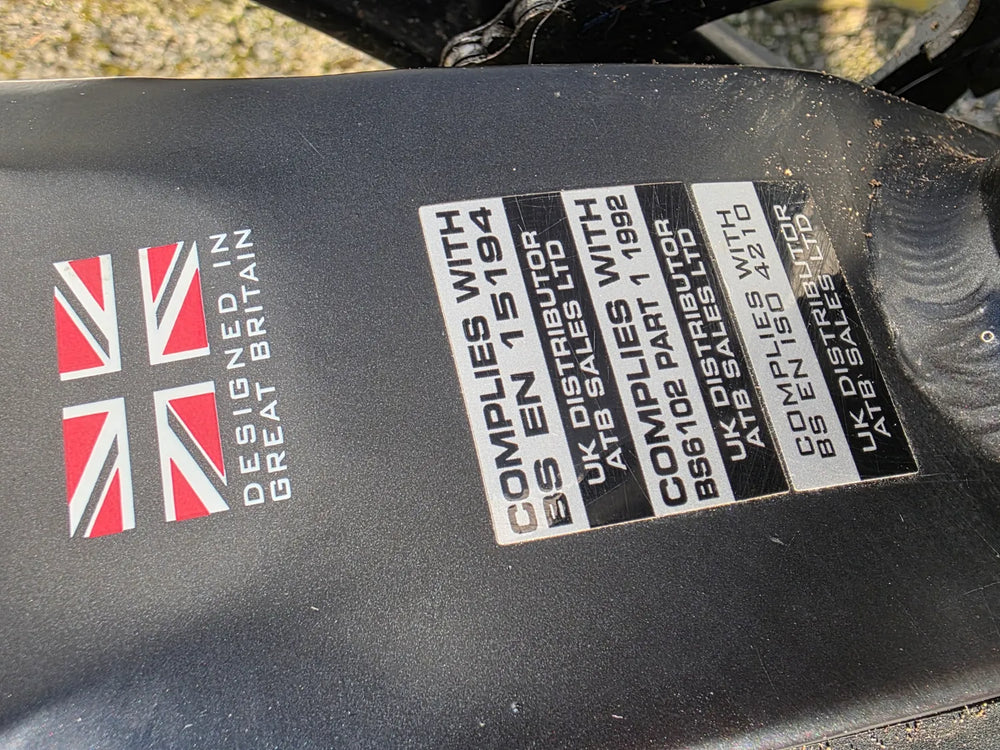 DESIGNED IN
GREAT BRITAIN
COMPLIES WITH
BS EN 15194
UK DISTRIBUTOR
ATB SALES LTD
COMPLIES WITH
BS6102 PART 1 1992
UK DISTRIBUTOR
ATB SALES LTD
COMPLIES WITH
BS EN ISO 4210
UK DISTRIBUTOR
ATB SALES LTD